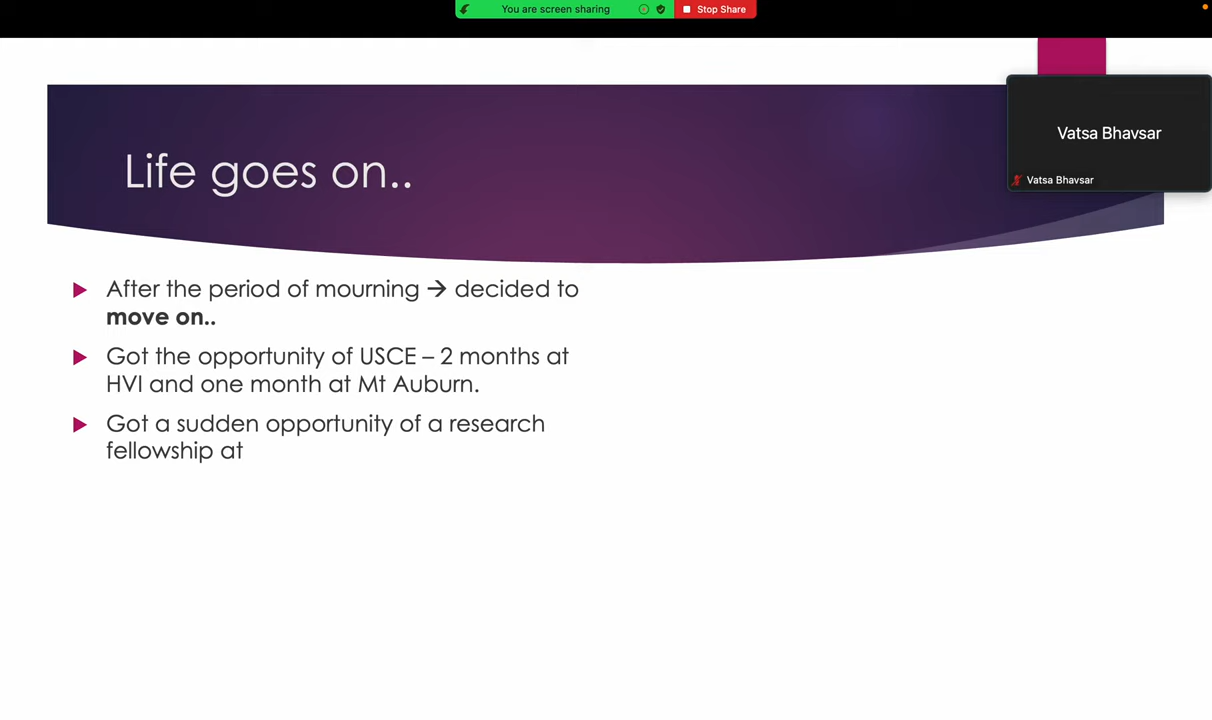 You are screen sharing
Stop Share
Vatsa Bhavsar
Vatsa Bhavsar
Life goes on..
After the period of mourning → decided to
move on..
Got the opportunity of USCE – 2 months at
HVI and one month at Mt Auburn.
Got a sudden opportunity of a research
fellowship at